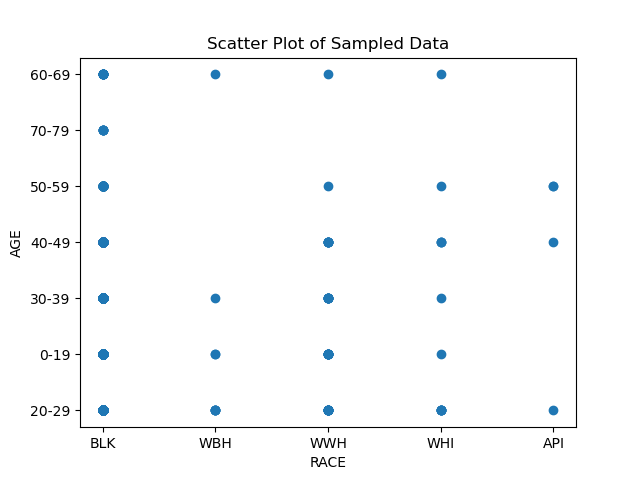 Scatter Plot of Sampled Data
60-69
70-79
50-59
40-49
30-39
0-19
20-29
AGE
BLK WBH WWH WHI API
RACE